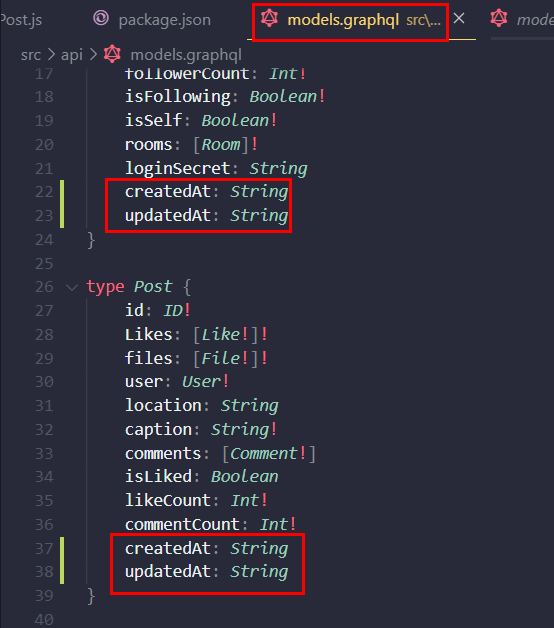 Post.js
package.json
models.graphql src\...
model
src > api > models.graphql
17 followerCount: Int!
18 isFollowing: Boolean!
19 isSelf: Boolean!
20 rooms: [Room]!
21 loginSecret: String
22 createdAt: String
23 updatedAt: String
24 }
25
26 type Post {
27 id: ID!
28 Likes: [Like!]!
29 files: [File!]!
30 user: User!
31 location: String
32 caption: String!
33 comments: [Comment!]
34 isLiked: Boolean
35 likeCount: Int!
36 commentCount: Int!
37 createdAt: String
38 updatedAt: String
39 }
40